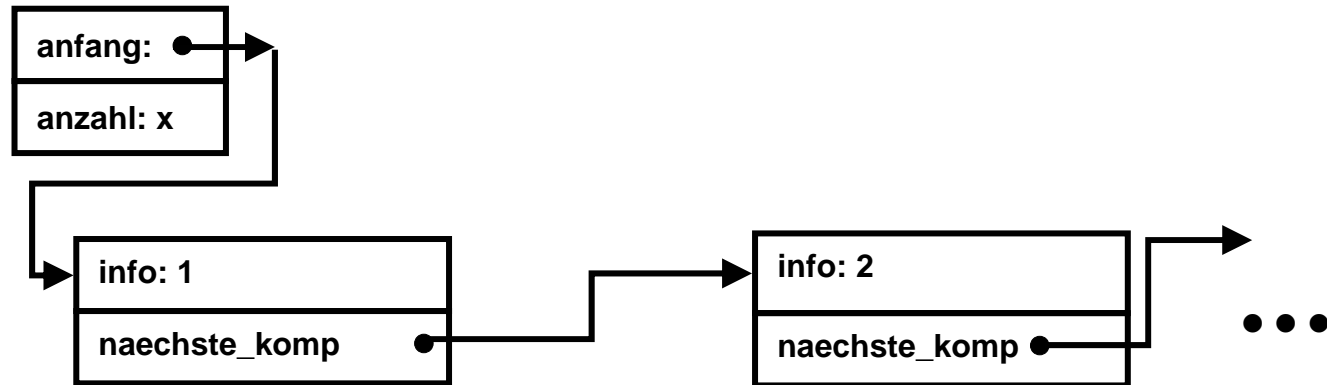 anfang:
anzahl: x
info: 1
naechste_komp
info: 2
naechste_komp